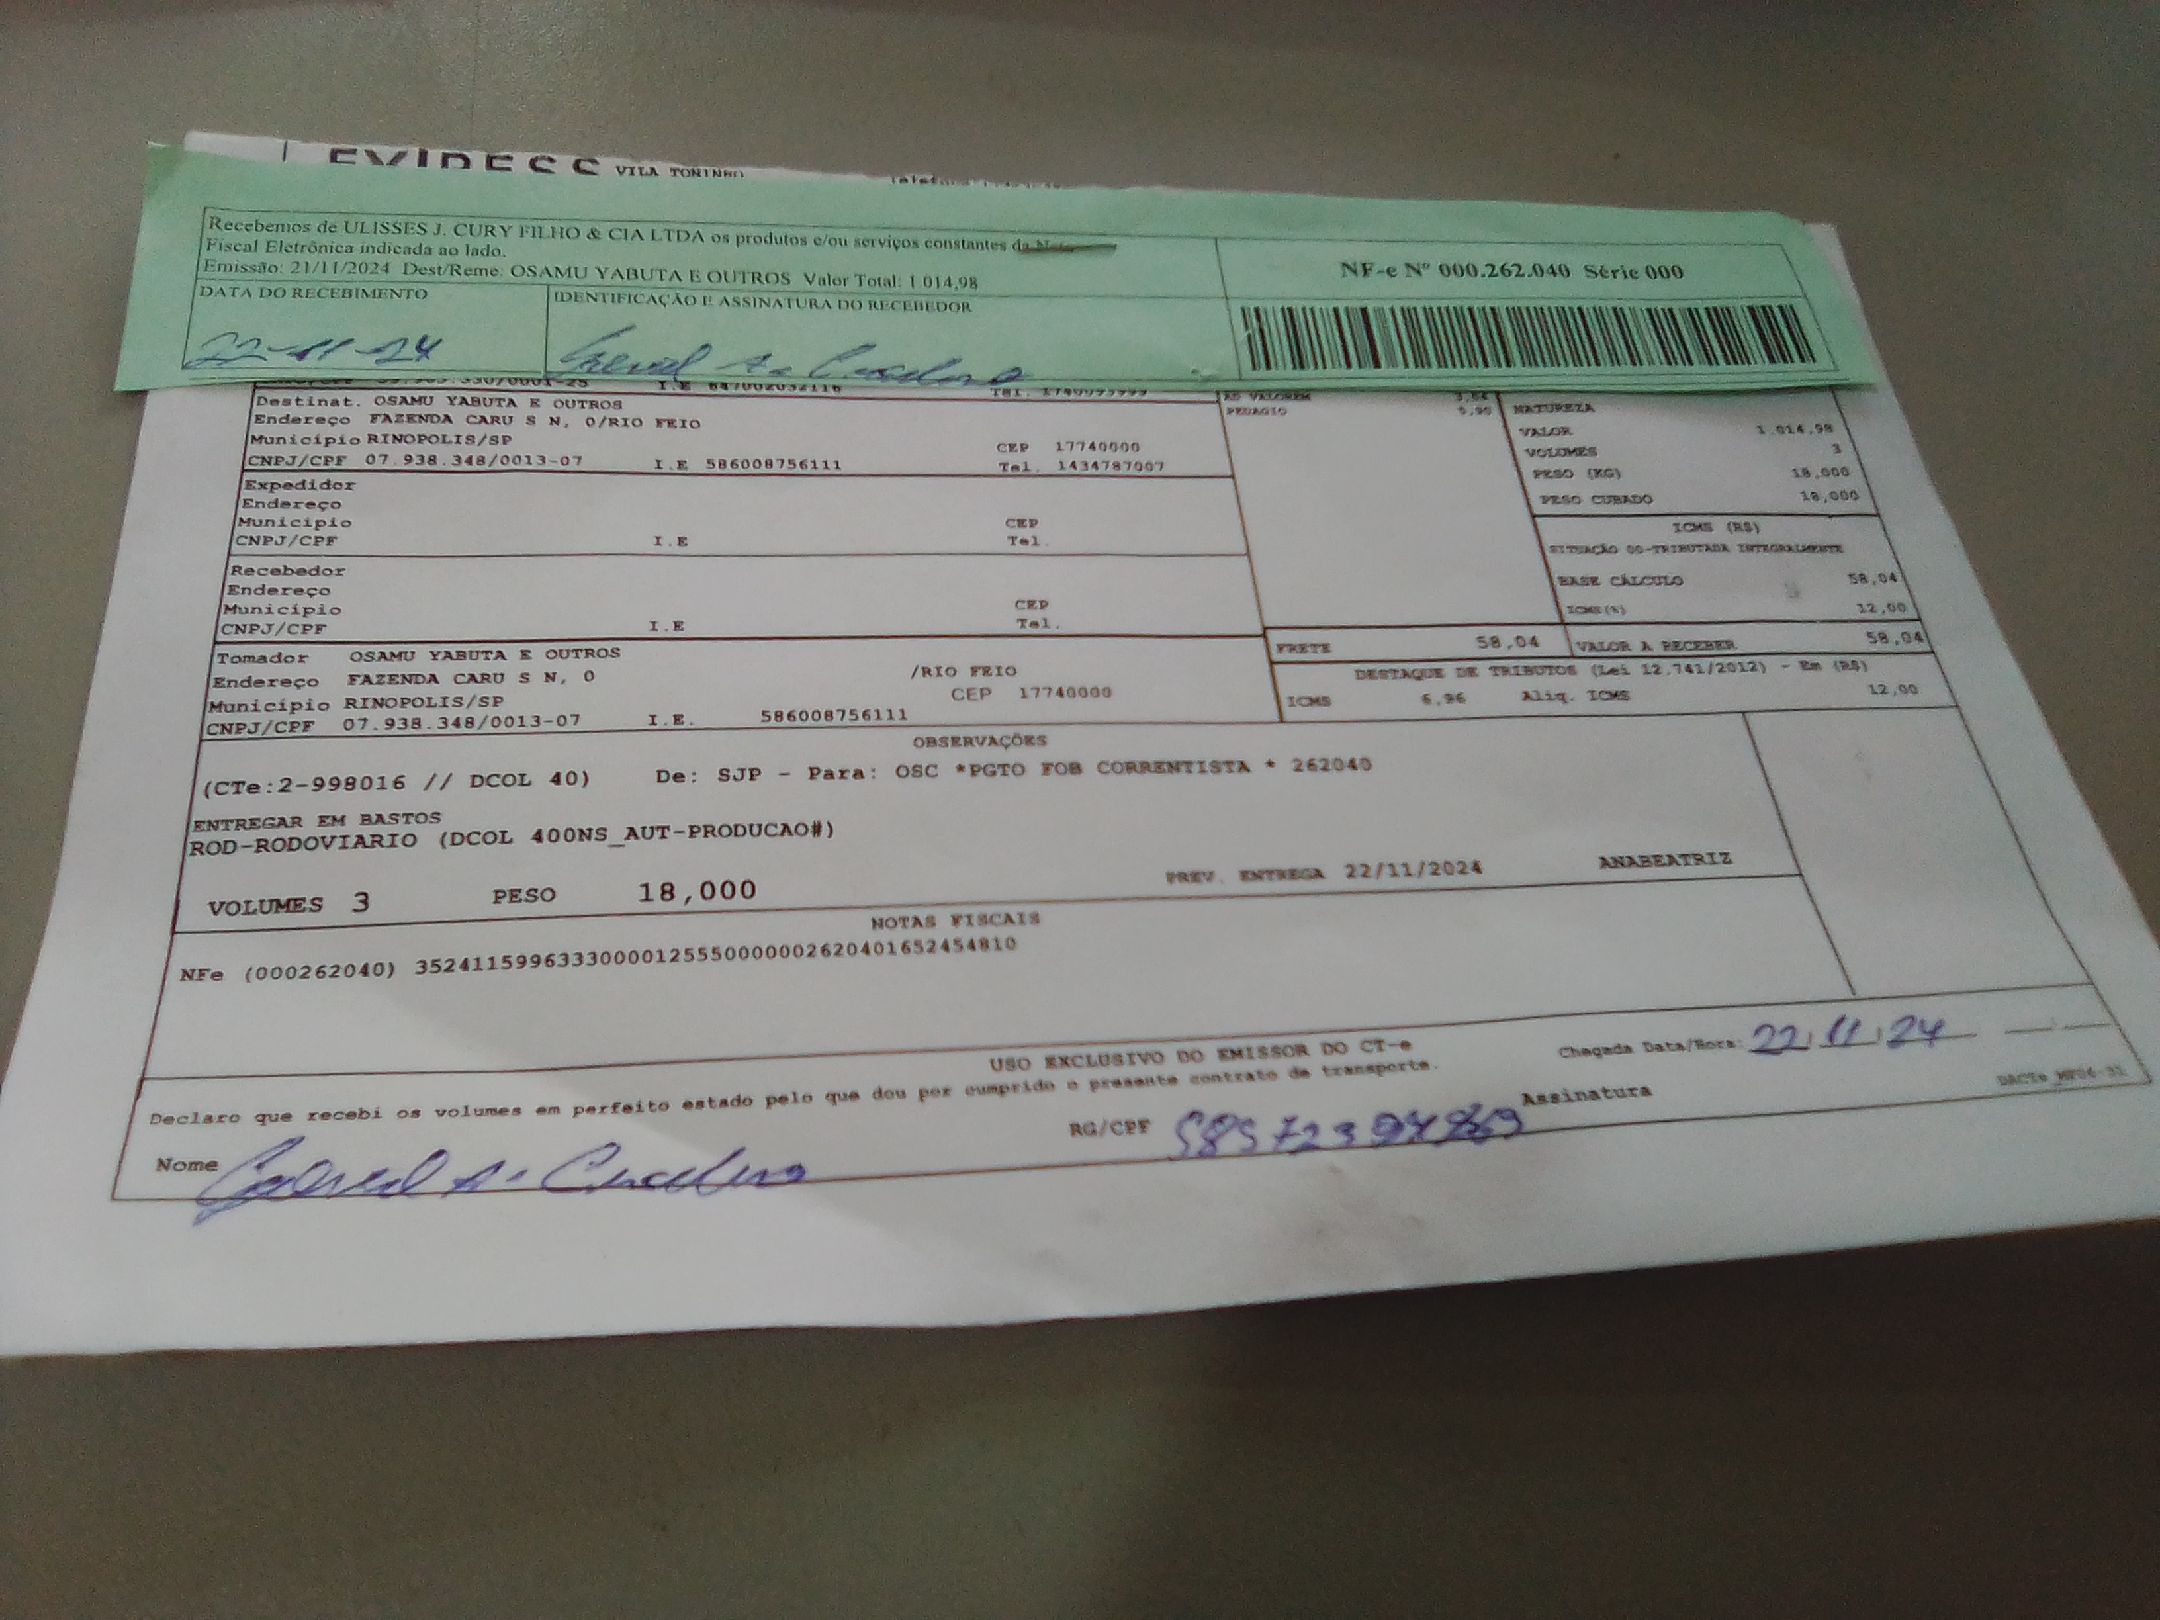 VILA TONINHO
Recebemos de ULISSES J. CURY FILHO & CIA LTDA os produtos e/ou serviços constantes da Nota
Fiscal Eletrônica indicada ao lado.
Emissão: 21/11/2024 Dest/Reme: OSAMU YABUTA E OUTROS Valor Total: 1.014,98
NF-e Nº 000.262.040 Série 000
DATA DO RECEBIMENTO
IDENTIFICAÇÃO E ASSINATURA DO RECEBEDOR
22-11-24
I.E 647002032116
Destinat. OSAMU YABUTA E OUTROS
Endereço FAZENDA CARU S N, 0/RIO FEIO
Município RINOPOLIS/SP CEP 17740000
CNPJ/CPF 07.938.348/0013-07 I.E 586008756111 Tel. 1434787007
Expedidor
Endereço
Município CEP
CNPJ/CPF I.E Tel.
Recebedor
Endereço
Município CEP
CNPJ/CPF I.E Tel.
Tomador OSAMU YABUTA E OUTROS
Endereço FAZENDA CARU S N, 0 /RIO FEIO
Município RINOPOLIS/SP CEP 17740000
CNPJ/CPF 07.938.348/0013-07 I.E. 586008756111
AD VALOREM
PEDAGIO
NATUREZA
VALOR 1.014,98
VOLUMES 3
PESO (KG) 18,000
PESO CUBADO 18,000
ICMS (R$)
SITUAÇÃO 00-TRIBUTADA INTEGRALMENTE
BASE CÁLCULO 58,04
ICMS(%) 12,00
FRETE 58,04 VALOR A RECEBER 58,04
DESTAQUE DE TRIBUTOS (Lei 12.741/2012) - Em (R$)
ICMS 6,96 Aliq. ICMS 12,00
OBSERVAÇÕES
(CTe:2-998016 // DCOL 40) De: SJP - Para: OSC *PGTO FOB CORRENTISTA * 262040
ENTREGAR EM BASTOS
ROD-RODOVIARIO (DCOL 400NS_AUT-PRODUCAO#)
VOLUMES 3 PESO 18,000 PREV. ENTREGA 22/11/2024 ANABEATRIZ
NOTAS FISCAIS
NFe (000262040) 35241159963330000125550000002620401652454810
USO EXCLUSIVO DO EMISSOR DO CT-e
Chegada Data/Hora: 22/11/24
Declaro que recebi os volumes em perfeito estado pelo que dou por cumprido o presente contrato de transporte.
Nome
RG/CPF
Assinatura